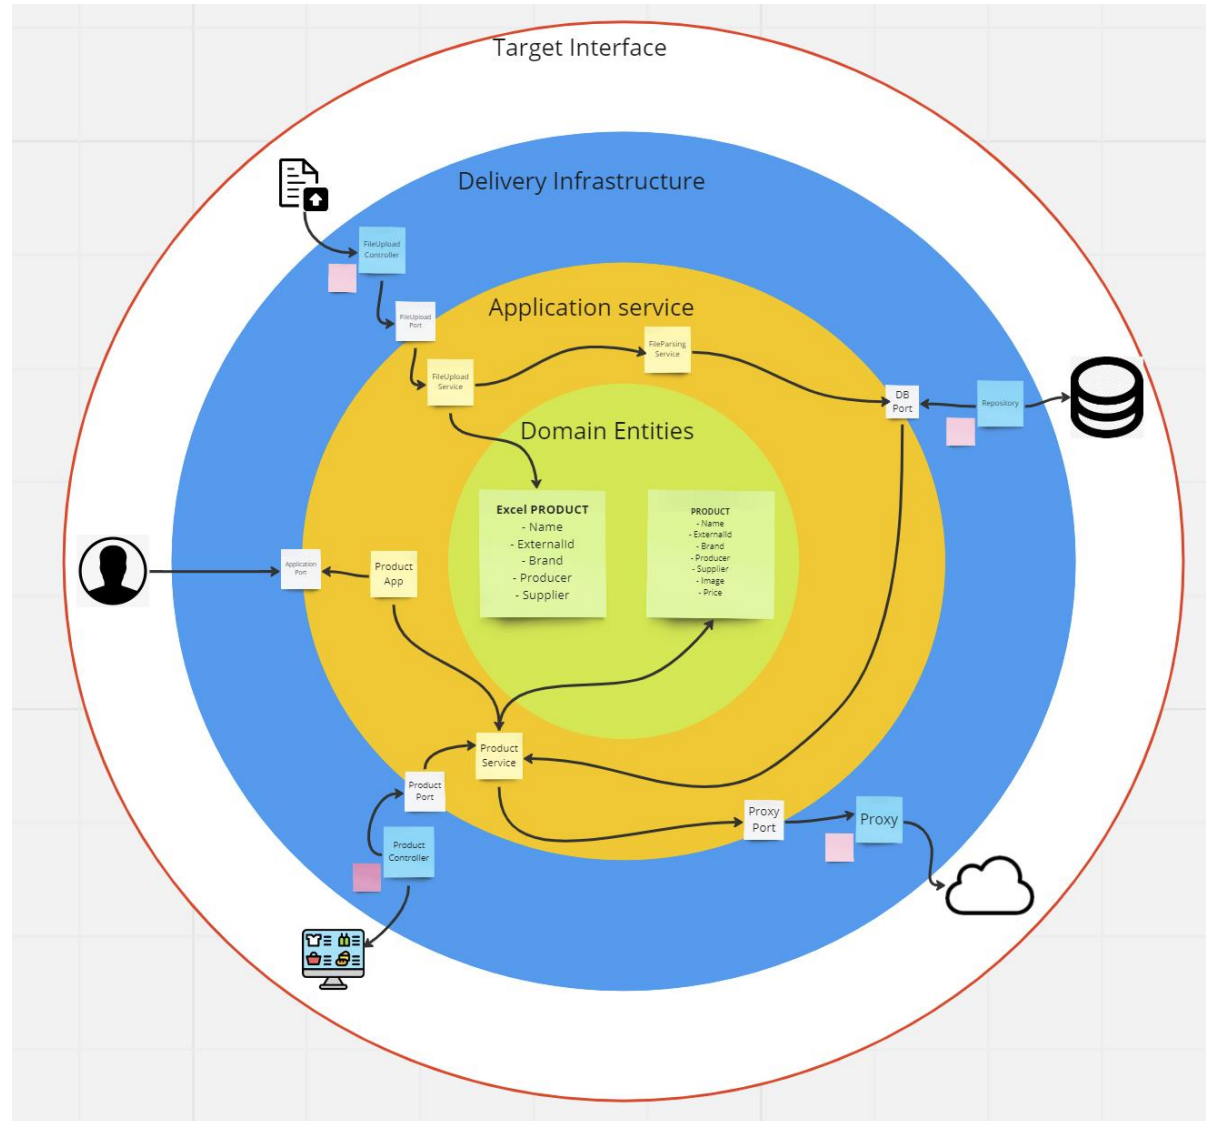 Target Interface
Delivery Infrastructure
FileUpload
Controller
Application service
FileUpload
Port
FileParsing
Service
FileUpload
Service
DB
Port
Repository
Domain Entities
Excel PRODUCT
- Name
- ExternalId
- Brand
- Producer
- Supplier
PRODUCT
- Name
- ExternalId
- Brand
- Producer
- Supplier
- Image
- Price
Application
Port
Product
App
Product
Service
Product
Port
Proxy
Port
Proxy
Product
Controller